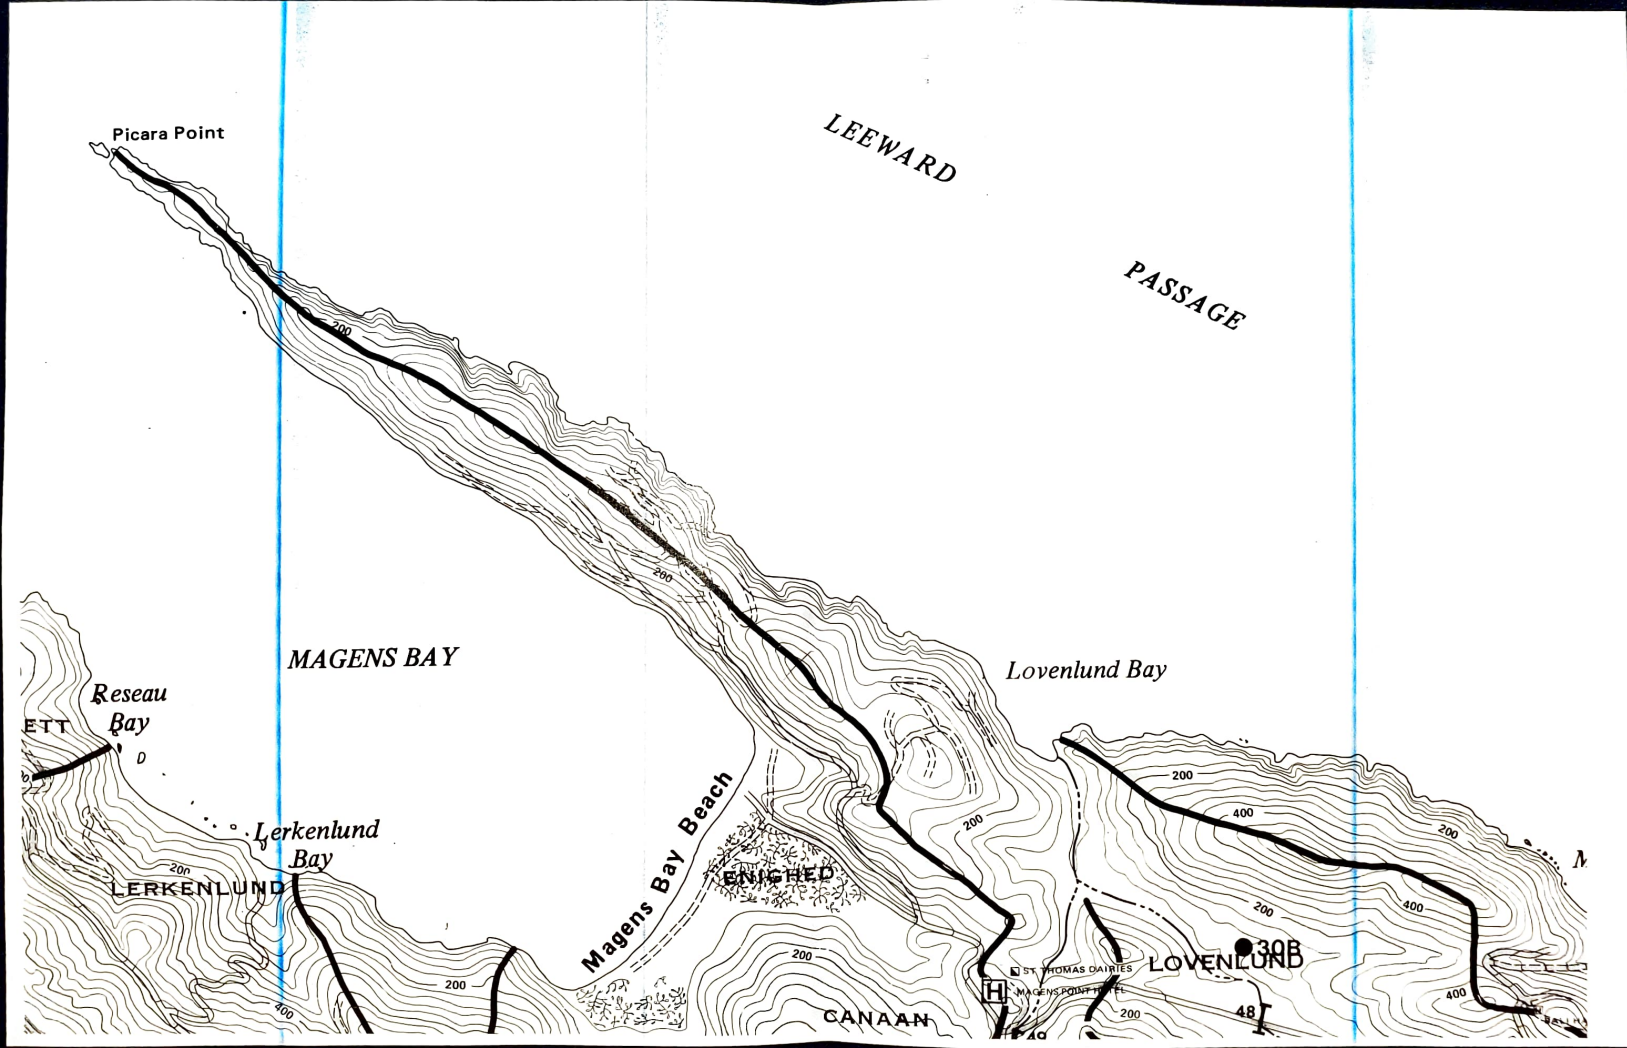 Picara Point
LEEWARD
PASSAGE
200
200
MAGENS BAY
Lovenlund Bay
Reseau
Bay
ETT
D
200
400
200
Magens Bay Beach
Lerkenlund
Bay
200
LERKENLUND
ENIGHED
200
400
200
30B
LOVENLUND
ST THOMAS DAIRIES
H
MAGENS POINT HOTEL
200
200
400
400
200
48
CANAAN
49